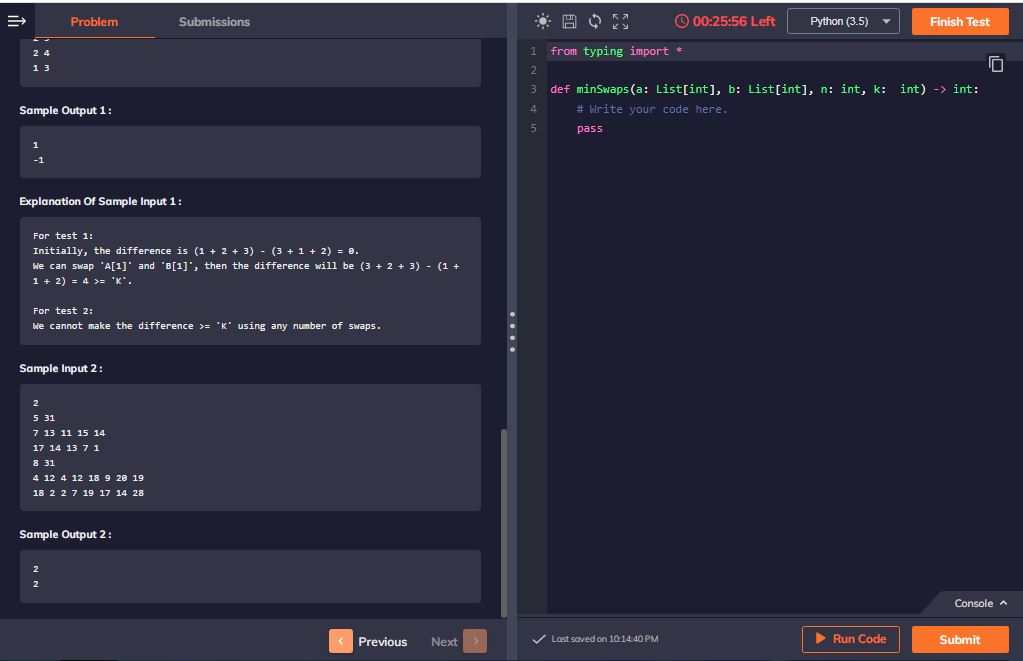 Problem
Submissions
2 4
1 3
Sample Output 1 :
1
-1
Explanation Of Sample Input 1 :
For test 1:
Initially, the difference is (1 + 2 + 3) - (3 + 1 + 2) = 0.
We can swap 'A[1]' and 'B[1]', then the difference will be (3 + 2 + 3) - (1 +
1 + 2) = 4 >= 'K'.
For test 2:
We cannot make the difference >= 'K' using any number of swaps.
Sample Input 2 :
2
5 31
7 13 11 15 14
17 14 13 7 1
8 31
4 12 4 12 18 9 20 19
18 2 2 7 19 17 14 28
Sample Output 2 :
2
2
Previous
Next
00:25:56 Left
Python (3.5)
Finish Test
1 from typing import *
2
3 def minSwaps(a: List[int], b: List[int], n: int, k:  int) -> int:
4     # Write your code here.
5     pass
Console
Last saved on 10:14:40 PM
Run Code
Submit